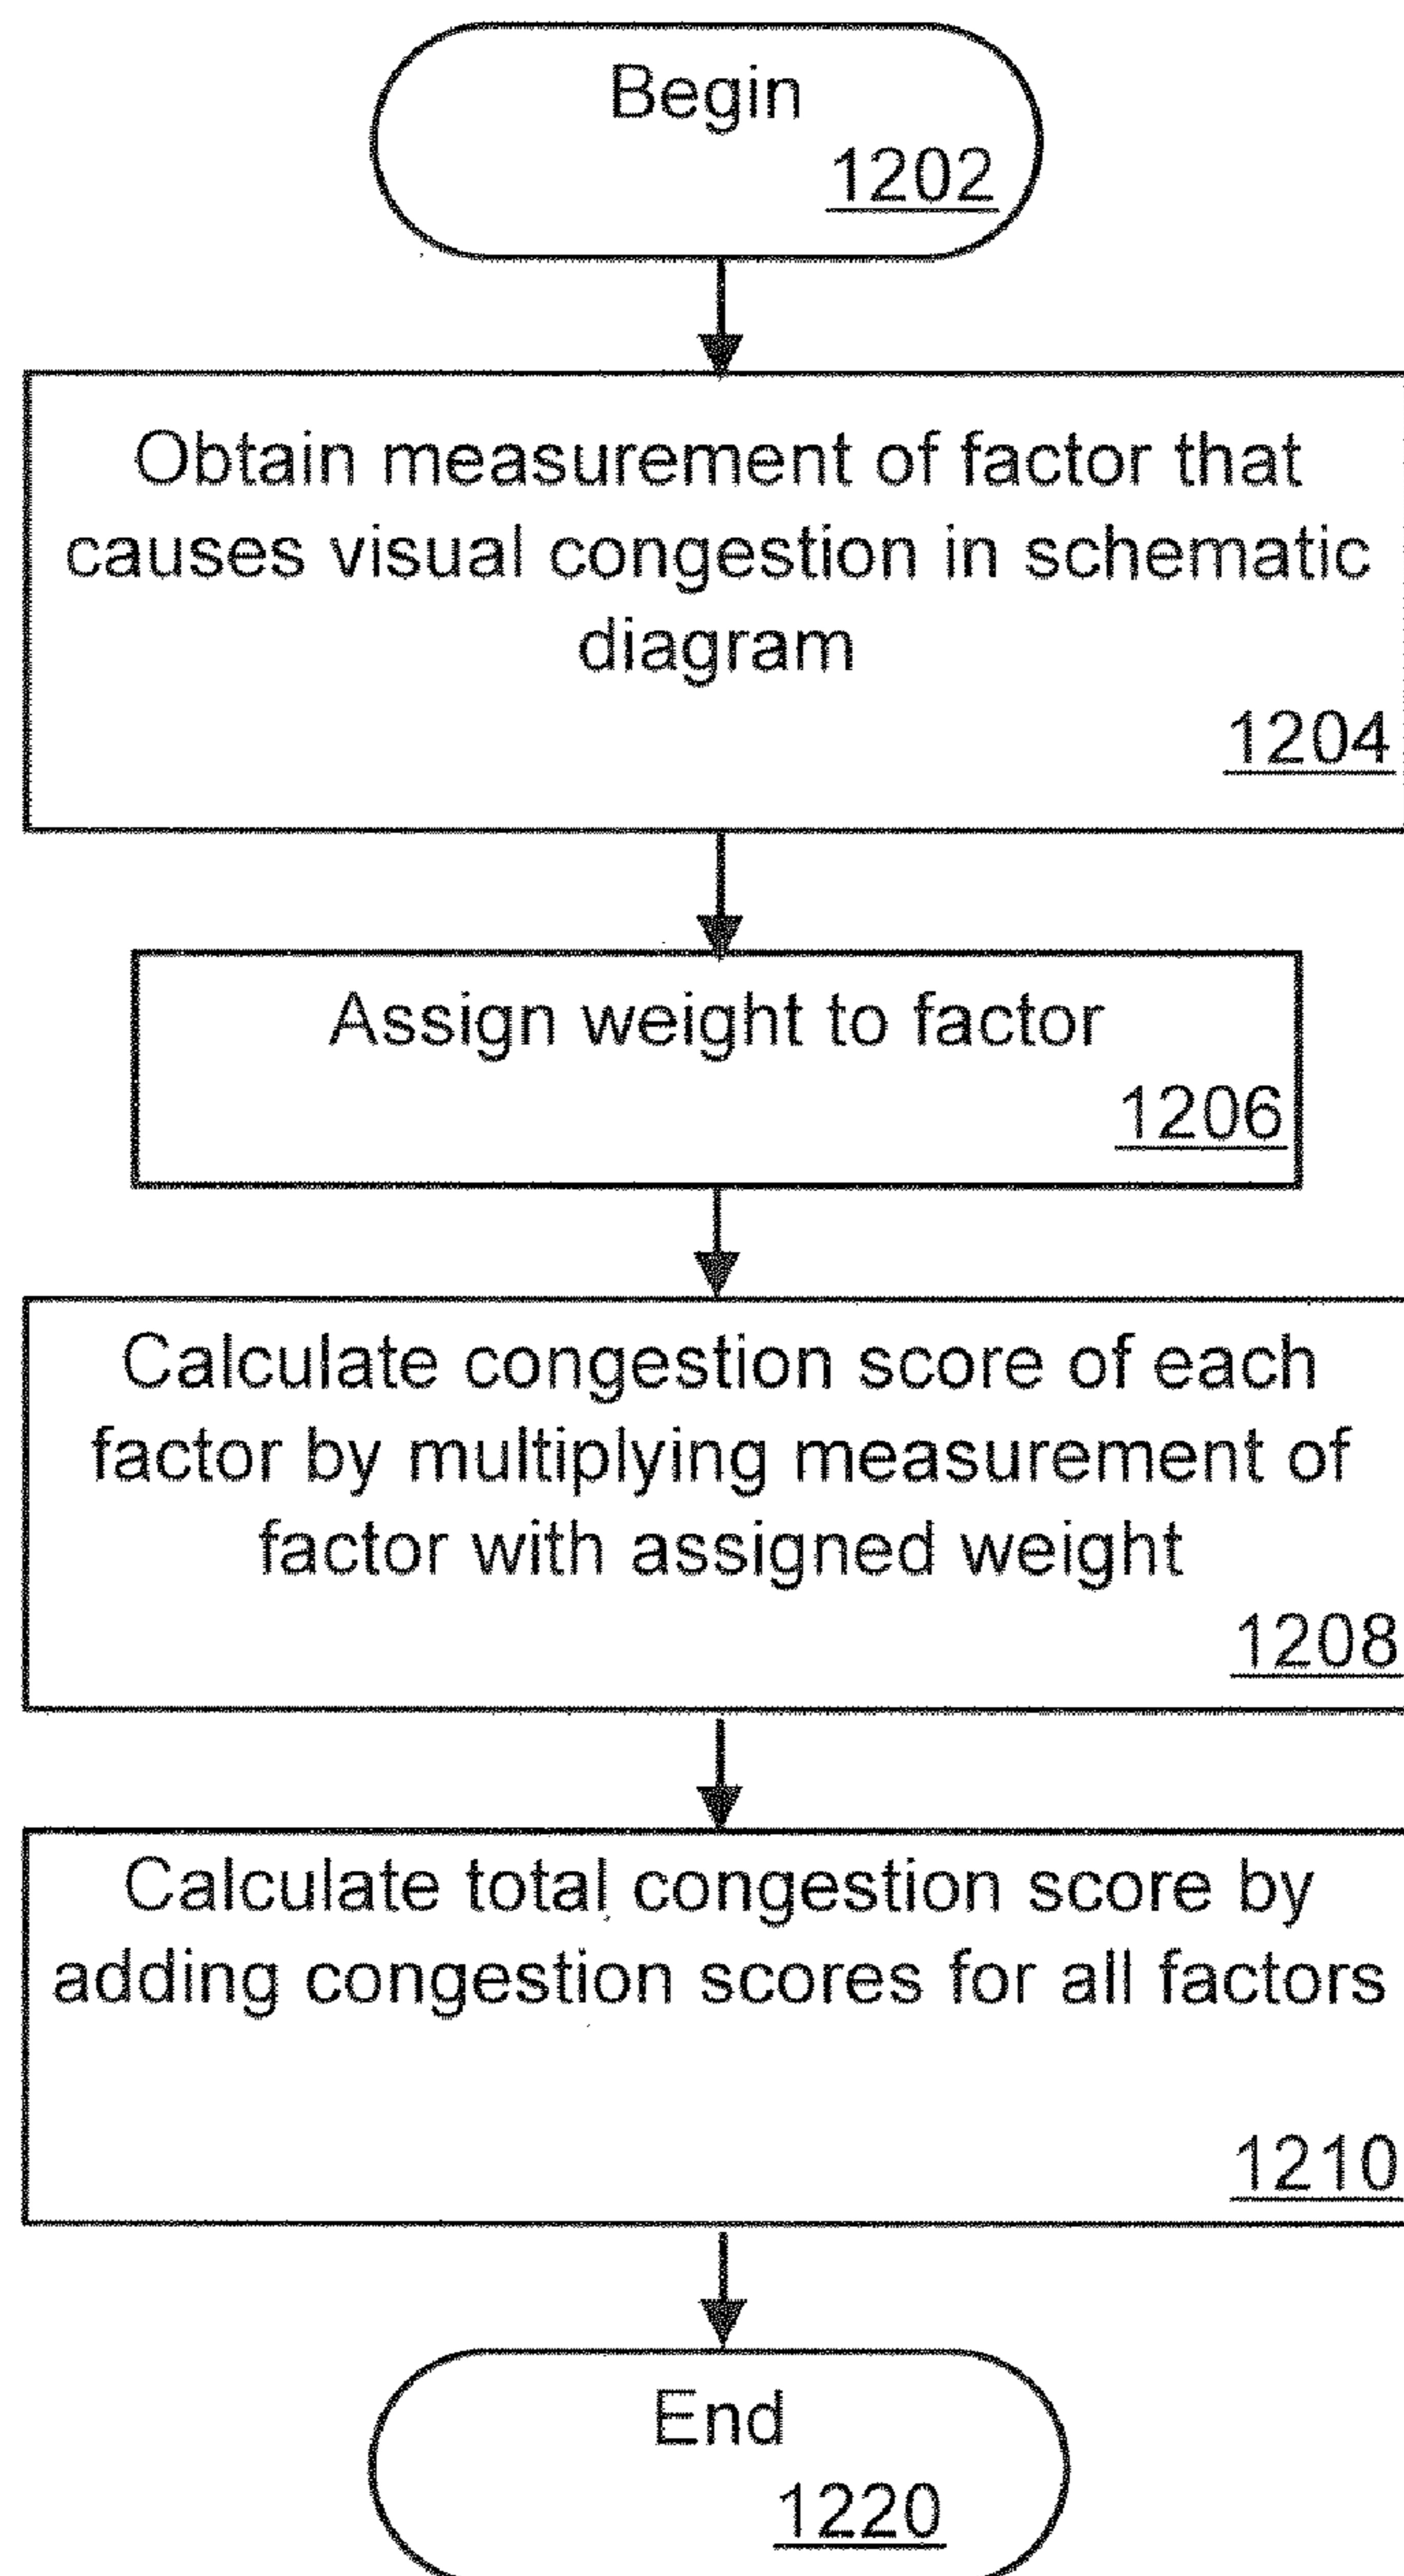 Begin
1202
Obtain measurement of factor that
causes visual congestion in schematic
diagram
1204
Assign weight to factor
1206
Calculate congestion score of each
factor by multiplying measurement of
factor with assigned weight
1208
Calculate total congestion score by
adding congestion scores for all factors
1210
End
1220